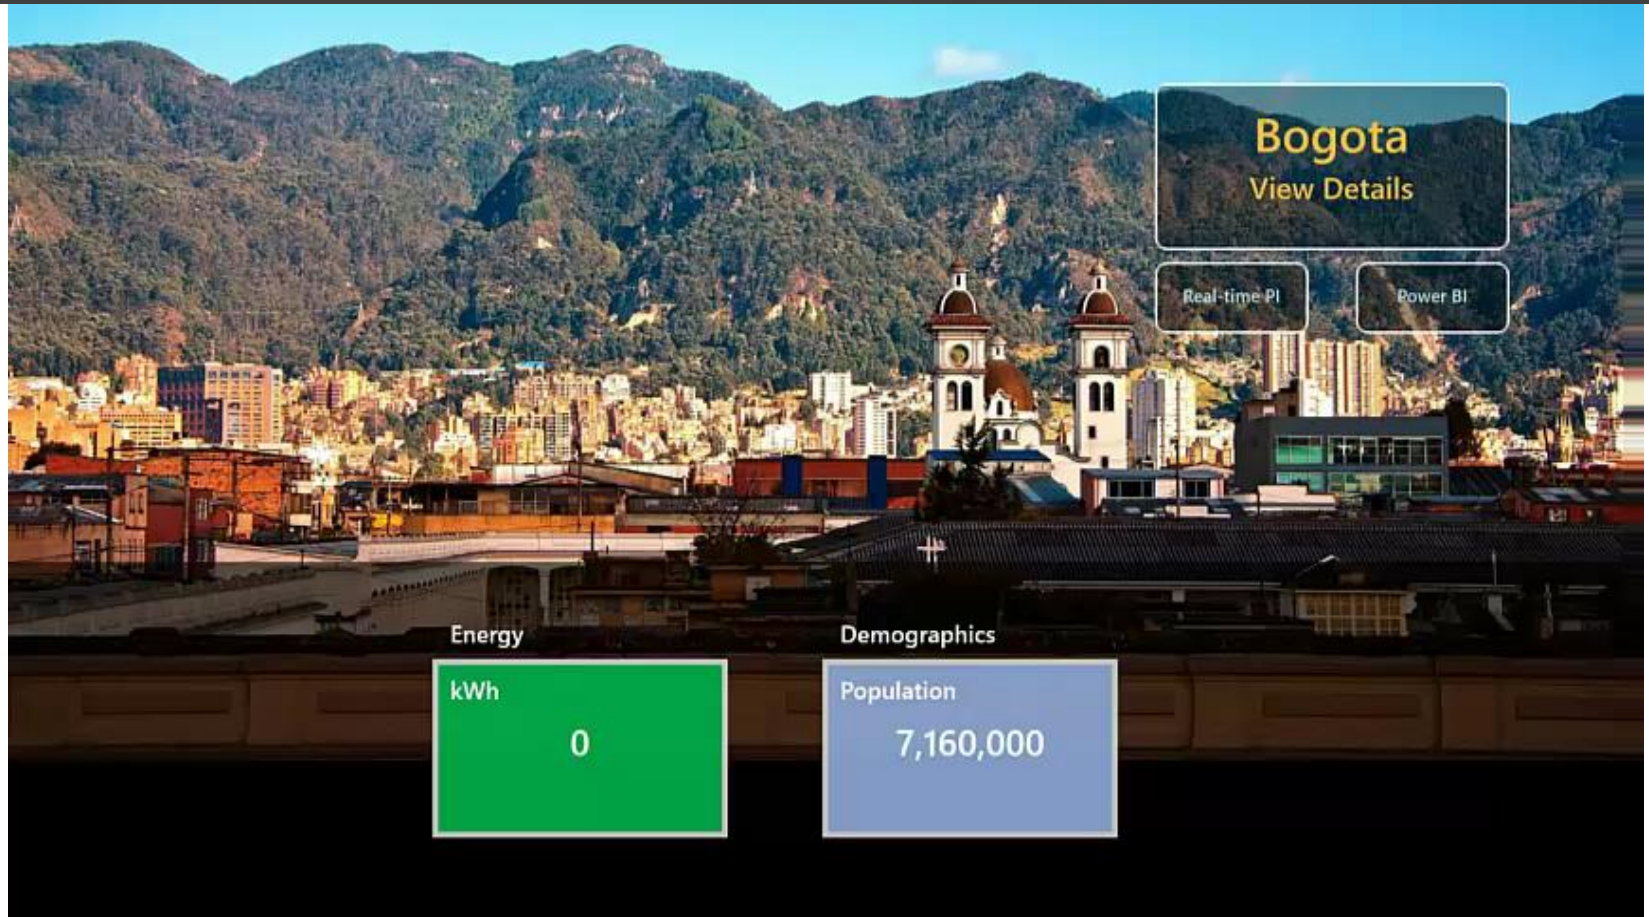 Bogota
View Details
Real-time PI
Power BI
Energy
Demographics
kWh
Population
0
7,160,000